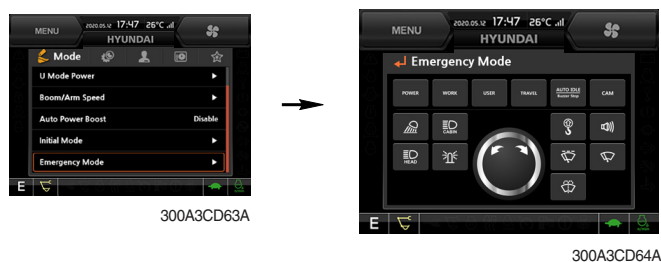 MENU
2020.05.12 17:47 26°C .ıl
HYUNDAI
Mode
U Mode Power
Boom/Arm Speed
Auto Power Boost Disable
Initial Mode
Emergency Mode
E
300A3CD63A
MENU
2020.05.12 17:47 26°C .ıl
HYUNDAI
Emergency Mode
POWER WORK USER TRAVEL AUTO IDLE CAM
Buzzer Stop
CABIN
HEAD
E
300A3CD64A